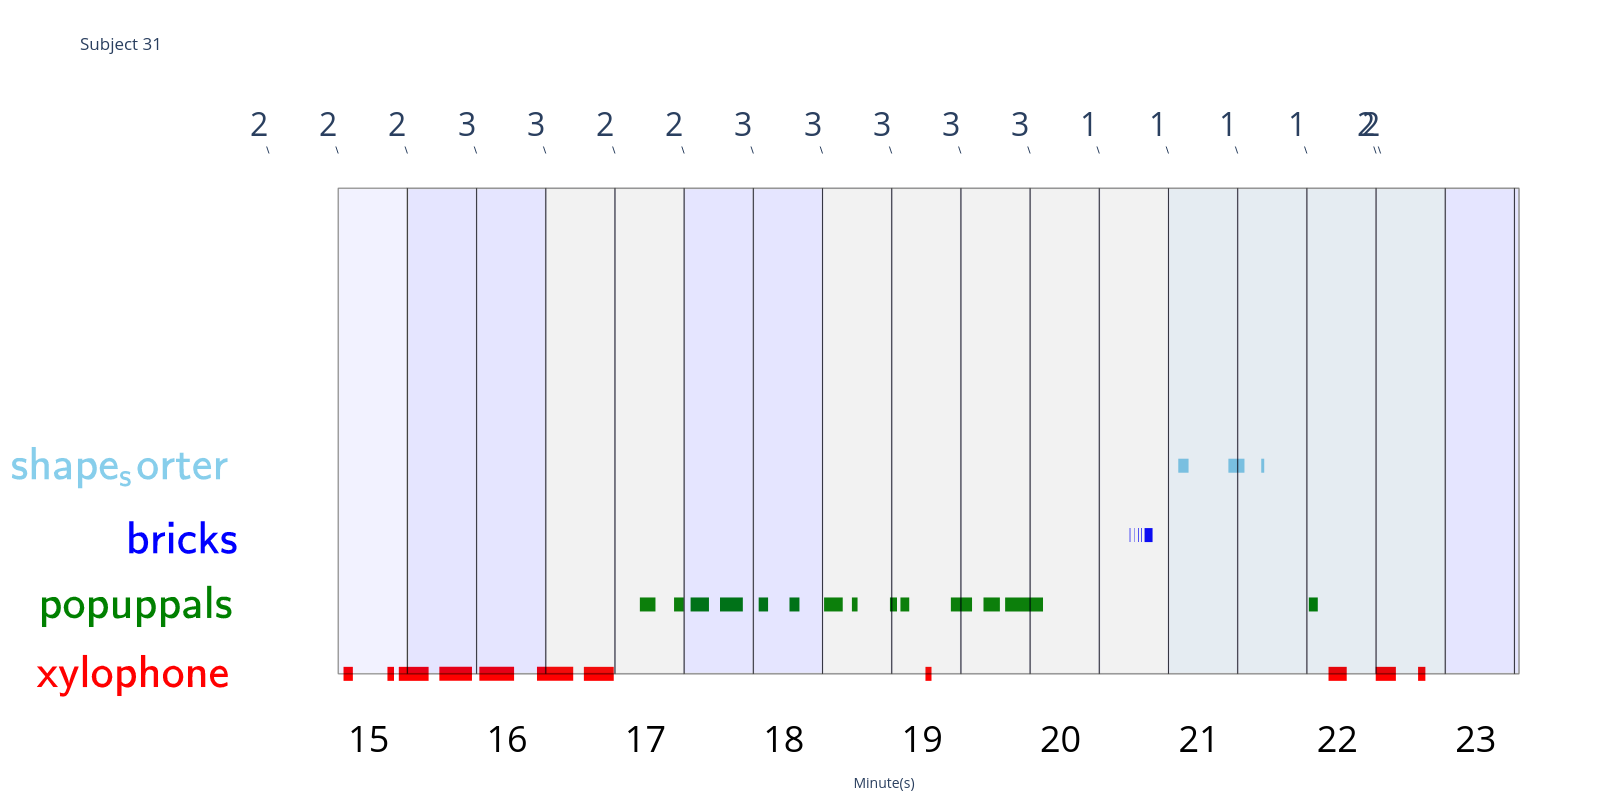 Subject 31
2 2 2 3 3 2 2 3 3 3 3 3 1 1 1 1 2 2
shapesorter
bricks
popuppals
xylophone
15 16 17 18 19 20 21 22 23
Minute(s)